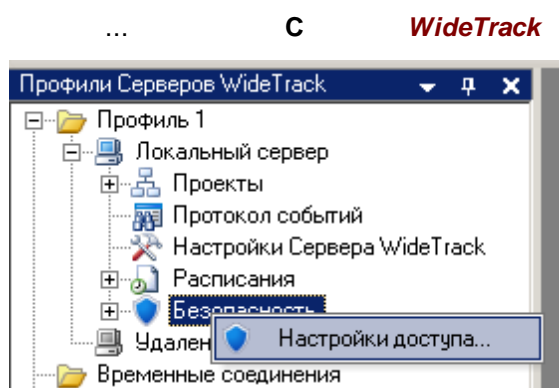 ... С WideTrack
Профили Серверов WideTrack
Профиль 1
Локальный сервер
Проекты
Протокол событий
Настройки Сервера WideTrack
Расписания
Безопасность
Настройки доступа...
Удален
Временные соединения